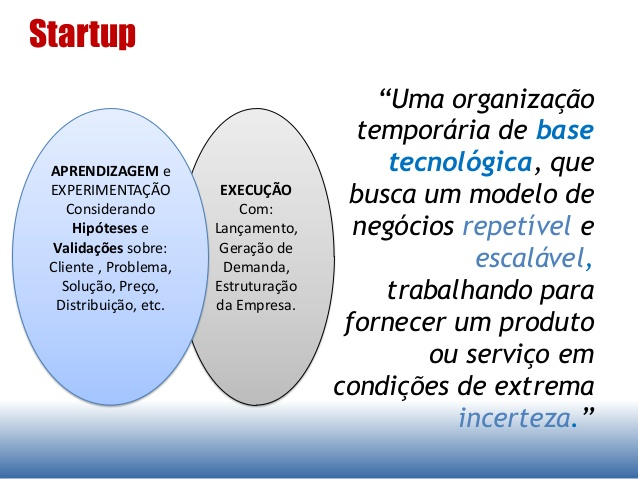 Startup
APRENDIZAGEM e
EXPERIMENTAÇÃO
Considerando
Hipóteses e
Validações sobre:
Cliente , Problema,
Solução, Preço,
Distribuição, etc.
EXECUÇÃO
Com:
Lançamento,
Geração de
Demanda,
Estruturação
da Empresa.
“Uma organização
temporária de base
tecnológica, que
busca um modelo de
negócios repetível e
escalável,
trabalhando para
fornecer um produto
ou serviço em
condições de extrema
incerteza.”